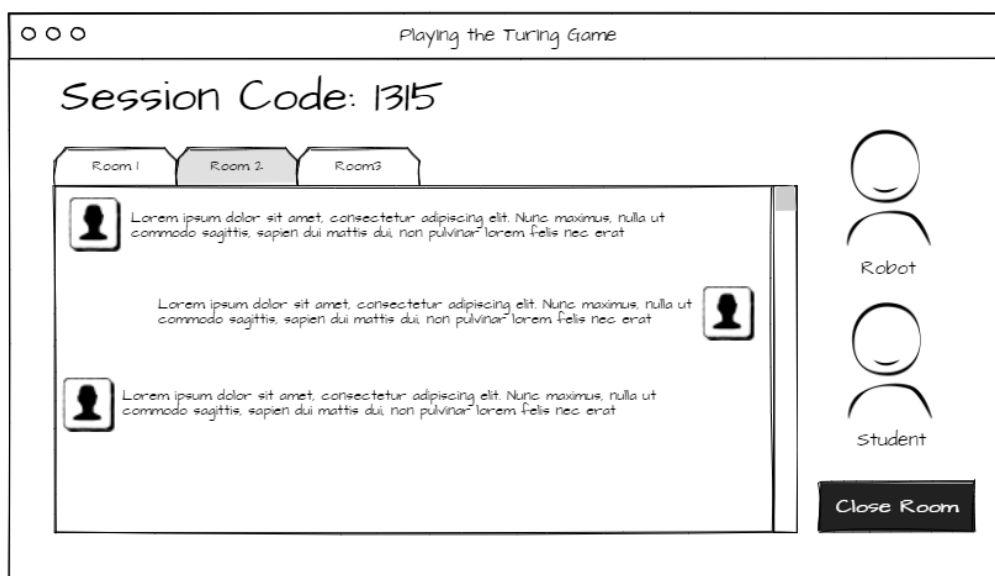 Playing the Turing Game
Session Code: 1315
Room 1
Room 2
Room3
Lorem ipsum dolor sit amet, consectetur adipiscing elit. Nunc maximus, nulla ut
commodo sagittis, sapien dui mattis dui, non pulvinar lorem felis nec erat
Lorem ipsum dolor sit amet, consectetur adipiscing elit. Nunc maximus, nulla ut
commodo sagittis, sapien dui mattis dui, non pulvinar lorem felis nec erat
Lorem ipsum dolor sit amet, consectetur adipiscing elit. Nunc maximus, nulla ut
commodo sagittis, sapien dui mattis dui, non pulvinar lorem felis nec erat
Robot
Student
Close Room